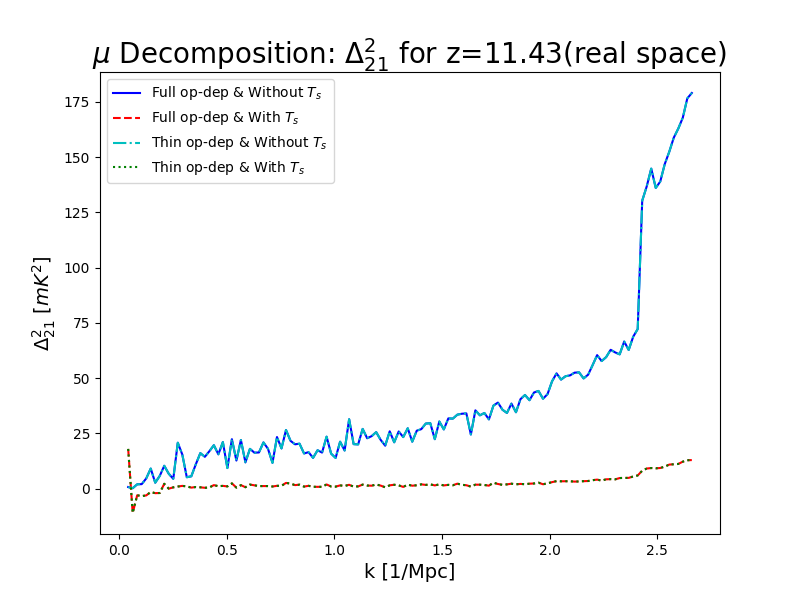 μ Decomposition: Δ²₂₁ for z=11.43(real space)
Full op-dep & Without Tₛ
Full op-dep & With Tₛ
Thin op-dep & Without Tₛ
Thin op-dep & With Tₛ
175
150
125
100
75
50
25
0
Δ²₂₁ [mK²]
0.0 0.5 1.0 1.5 2.0 2.5
k [1/Mpc]